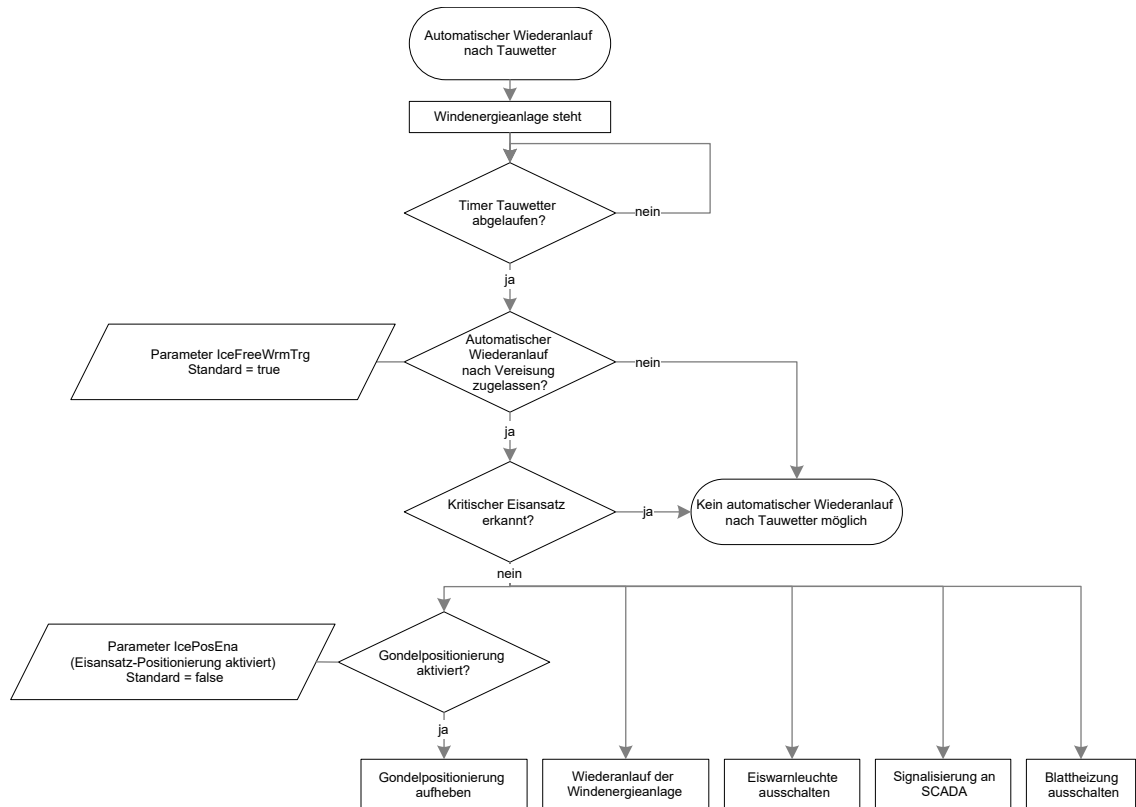 Automatischer Wiederanlauf
nach Tauwetter
Windenergieanlage steht
Timer Tauwetter
abgelaufen?
nein
ja
Parameter IceFreeWrmTrg
Standard = true
Automatischer
Wiederanlauf
nach Vereisung
zugelassen?
nein
ja
Kritischer Eisansatz
erkannt?
ja
Kein automatischer Wiederanlauf
nach Tauwetter möglich
nein
Parameter IcePosEna
(Eisansatz-Positionierung aktiviert)
Standard = false
Gondelpositionierung
aktiviert?
ja
Gondelpositionierung
aufheben
Wiederanlauf der
Windenergieanlage
Eiswarnleuchte
ausschalten
Signalisierung an
SCADA
Blattheizung
ausschalten